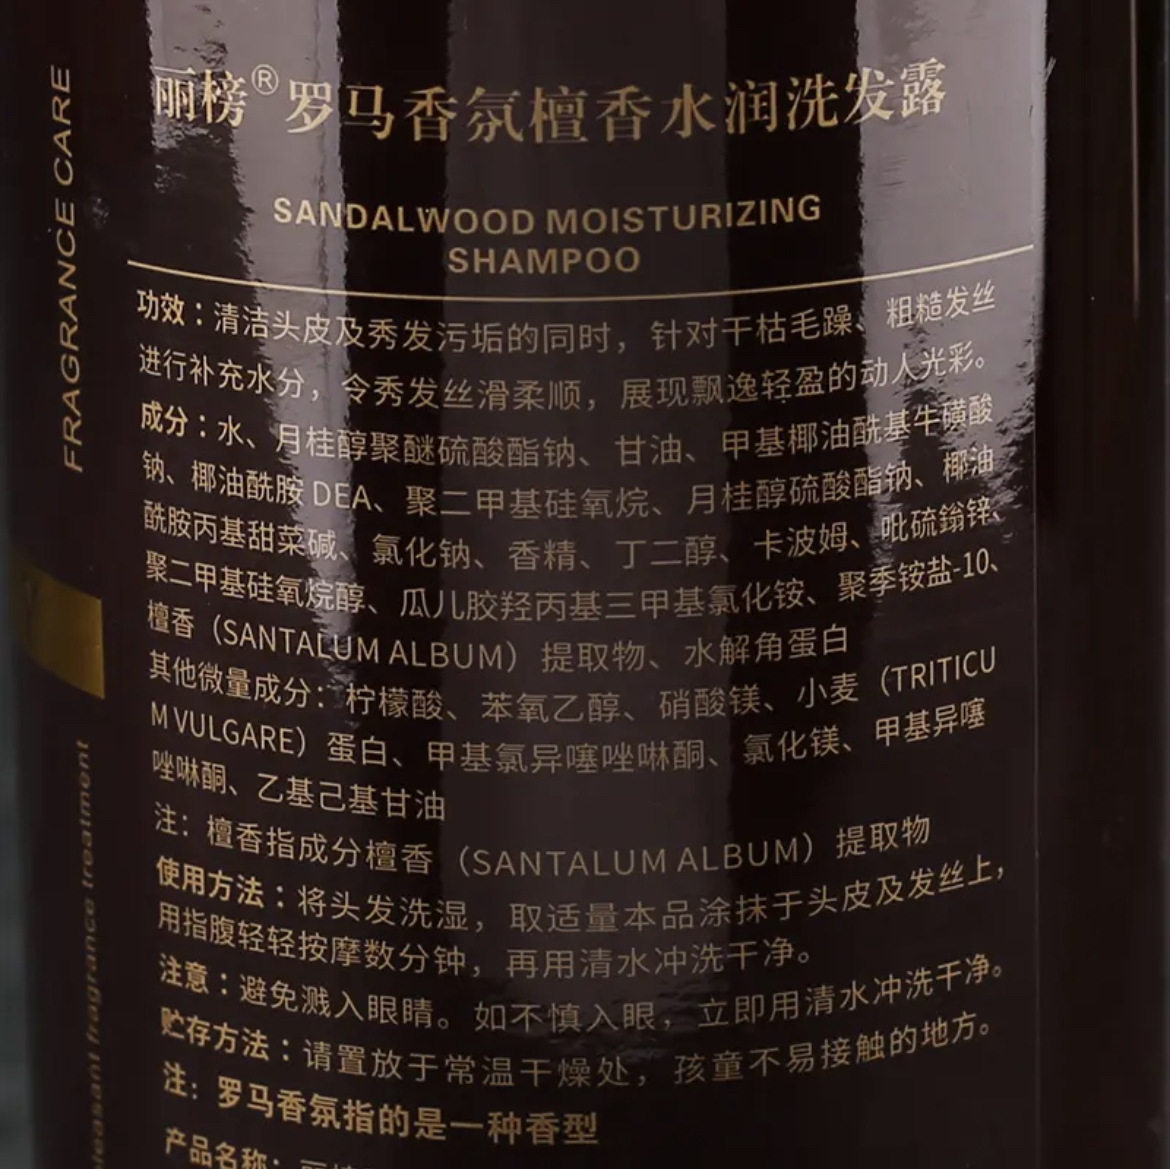 丽榜®罗马香氛檀香水润洗发露
SANDALWOOD MOISTURIZING
SHAMPOO
功效：清洁头皮及秀发污垢的同时，针对干枯毛躁、粗糙发丝
进行补充水分，令秀发丝滑柔顺，展现飘逸轻盈的动人光彩。
成分：水、月桂醇聚醚硫酸酯钠、甘油、甲基椰油酰基牛磺酸
钠、椰油酰胺 DEA、聚二甲基硅氧烷、月桂醇硫酸酯钠、椰油
酰胺丙基甜菜碱、氯化钠、香精、丁二醇、卡波姆、吡硫鎓锌、
聚二甲基硅氧烷醇、瓜儿胶羟丙基三甲基氯化铵、聚季铵盐-10、
檀香（SANTALUM ALBUM）提取物、水解角蛋白
其他微量成分：柠檬酸、苯氧乙醇、硝酸镁、小麦（TRITICU
M VULGARE）蛋白、甲基氯异噻唑啉酮、氯化镁、甲基异噻
唑啉酮、乙基己基甘油
注：檀香指成分檀香（SANTALUM ALBUM）提取物
使用方法：将头发洗湿，取适量本品涂抹于头皮及发丝上，
用指腹轻轻按摩数分钟，再用清水冲洗干净。
注意：避免溅入眼睛。如不慎入眼，立即用清水冲洗干净。
贮存方法：请置放于常温干燥处，孩童不易接触的地方。
注：罗马香氛指的是一种香型
产品名称：丽榜
FRAGRANCE CARE
pleasant fragrance treatment